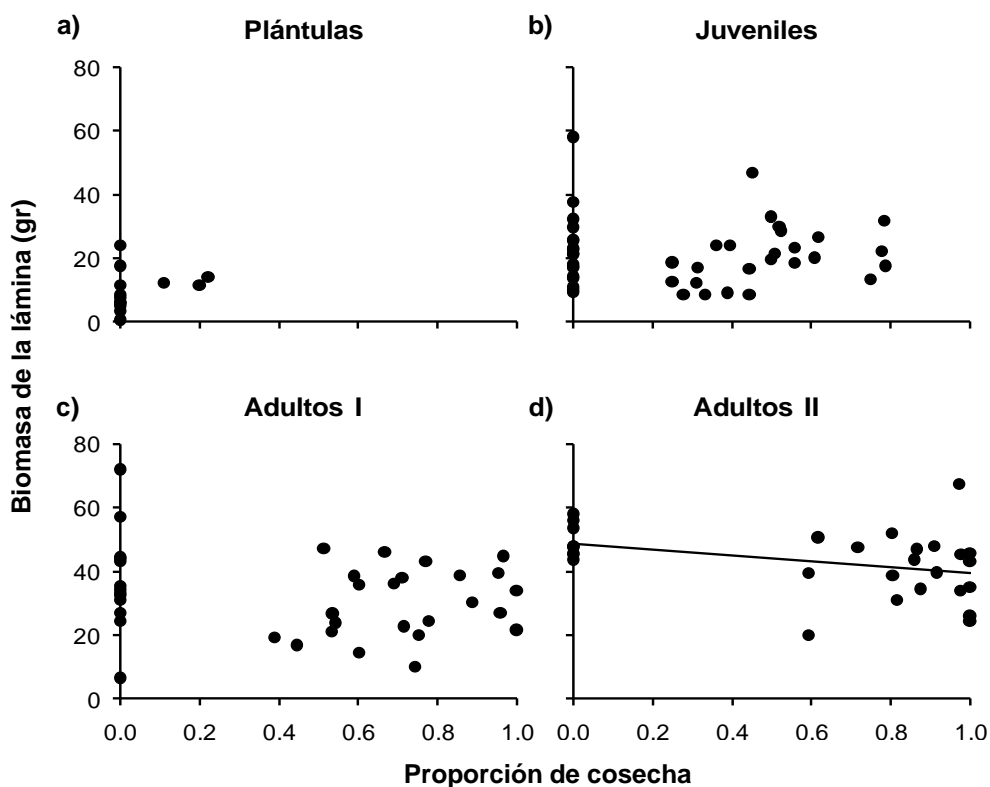 a) Plántulas
b) Juveniles
80
60
40
20
0
80
60
40
20
0
0.0 0.2 0.4 0.6 0.8 1.0
0.0 0.2 0.4 0.6 0.8 1.0
c) Adultos I
d) Adultos II
Biomasa de la lámina (gr)
Proporción de cosecha